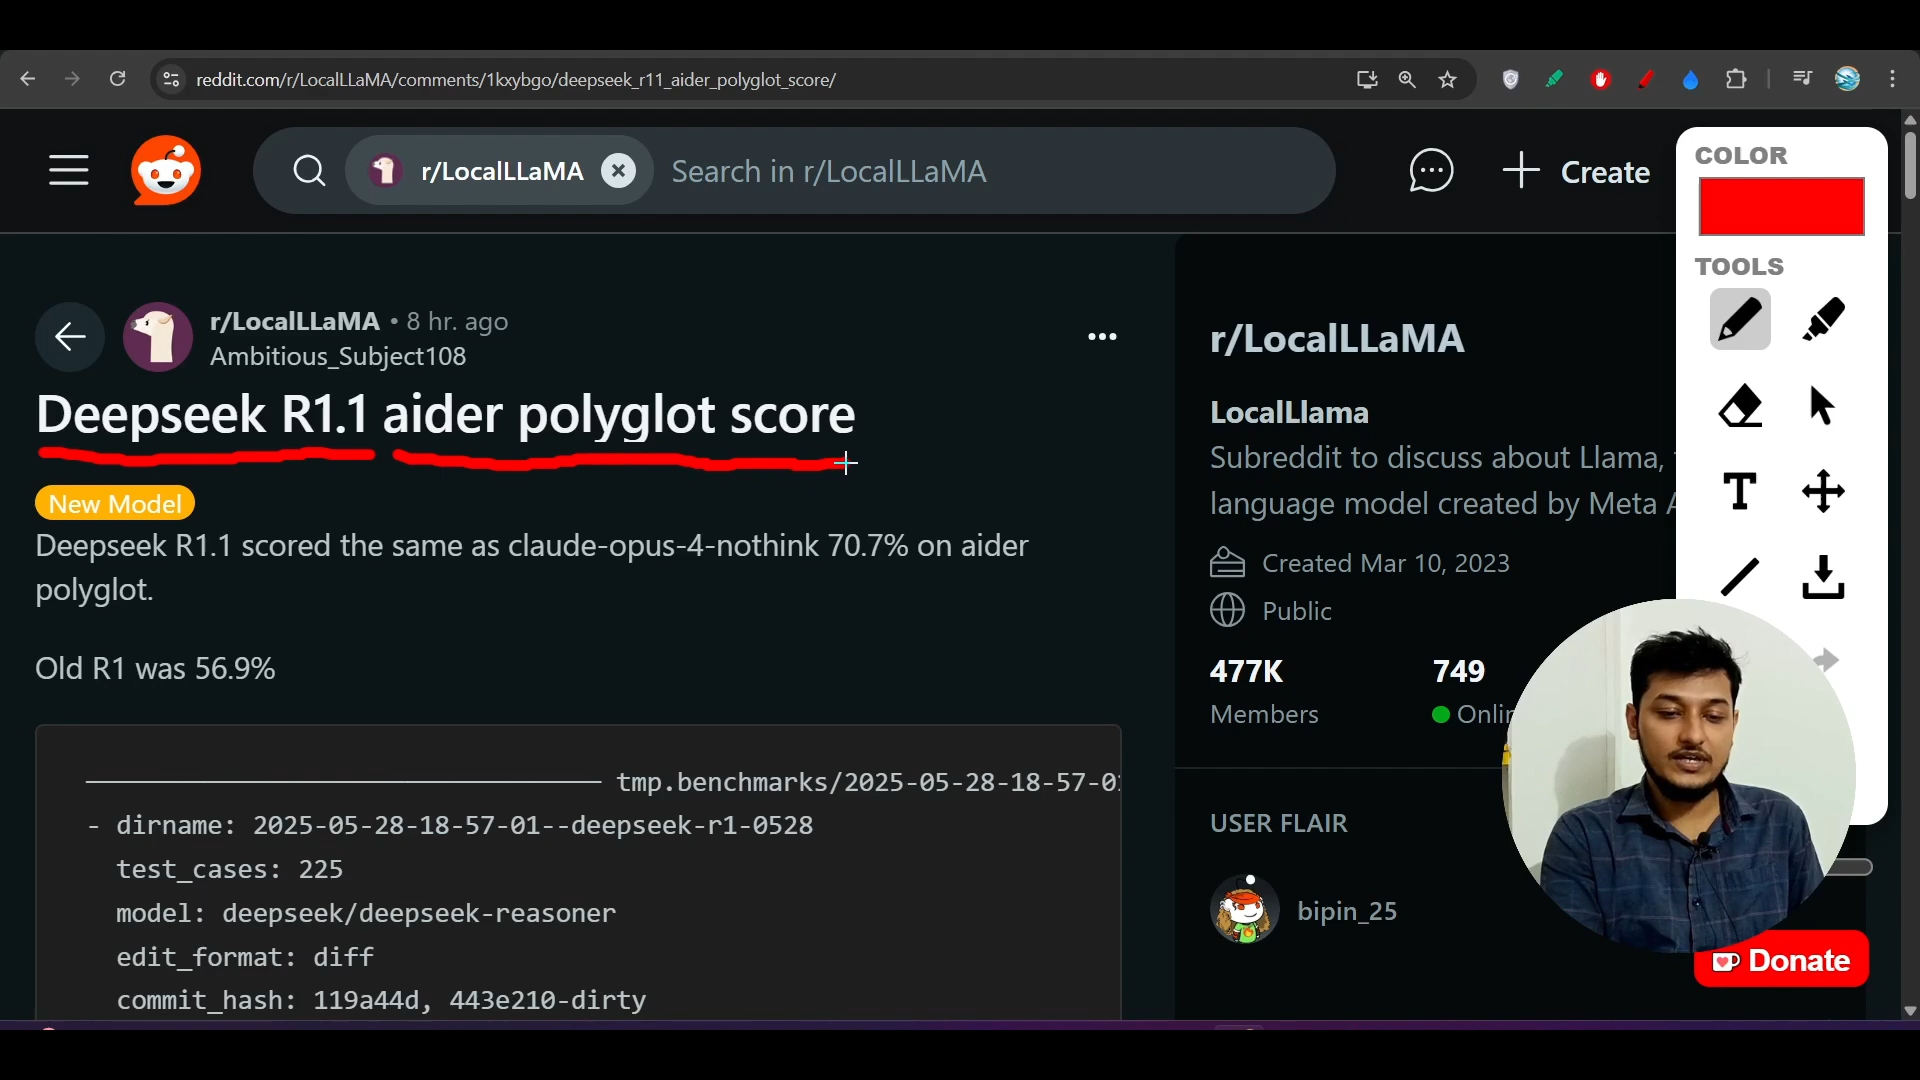 reddit.com/r/LocalLLaMA/comments/1kxybgo/deepseek_r11_aider_polyglot_score/
r/LocalLLaMA
Search in r/LocalLLaMA
Create
COLOR
TOOLS
T
r/LocalLLaMA • 8 hr. ago
Ambitious_Subject108
Deepseek R1.1 aider polyglot score
New Model
Deepseek R1.1 scored the same as claude-opus-4-nothink 70.7% on aider
polyglot.
Old R1 was 56.9%
tmp.benchmarks/2025-05-28-18-57-01
- dirname: 2025-05-28-18-57-01--deepseek-r1-0528
test_cases: 225
model: deepseek/deepseek-reasoner
edit_format: diff
commit_hash: 119a44d, 443e210-dirty
r/LocalLLaMA
LocalLlama
Subreddit to discuss about Llama,
language model created by Meta A
Created Mar 10, 2023
Public
477K
749
Members
Onlin
USER FLAIR
bipin_25
Donate